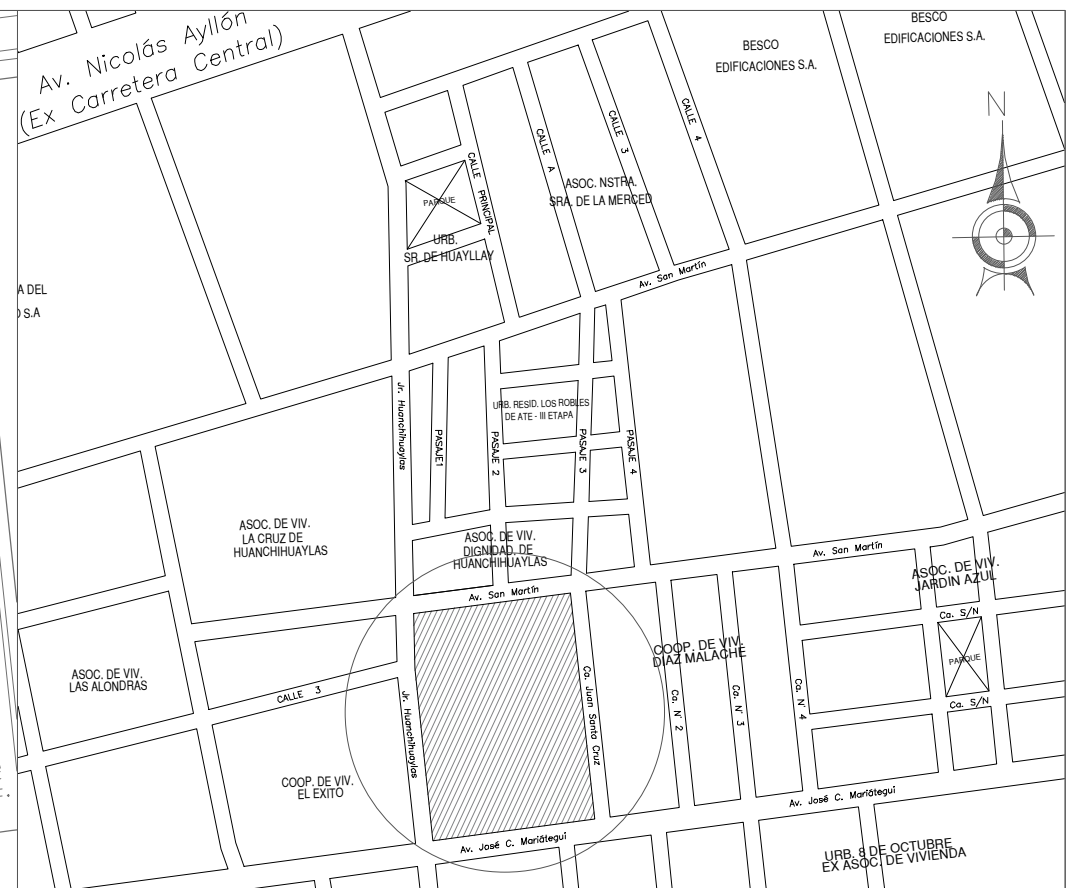 Av. Nicolás Ayllón
(Ex Carretera Central)
BESCO
EDIFICACIONES S.A.
BESCO
EDIFICACIONES S.A.
N
CALLE 4
CALLE 3
CALLE A
CALLE PRINCIPAL
PARQUE
ASOC. NSTRA.
SRA. DE LA MERCED
URB.
SR. DE HUAYLLAY
A DEL
S.A
Av. San Martín
Jr. Huanchihuaylas
PASAJE1
PASAJE 2
PASAJE 3
PASAJE 4
URB. RESID. LOS ROBLES
DE ATE - III ETAPA
ASOC. DE VIV.
LA CRUZ DE
HUANCHIHUAYLAS
ASOC. DE VIV.
DIGNIDAD DE
HUANCHIHUAYLAS
Av. San Martín
Av. San Martín
ASOC. DE VIV.
JARDIN AZUL
Ca. S/N
PARQUE
Ca. S/N
COOP. DE VIV.
DIAZ MALACHE
ASOC. DE VIV.
LAS ALONDRAS
CALLE 3
Jr. Huanchihuaylas
Ca. Juan Santa Cruz
Ca. N° 2
Ca. N° 3
Ca. N° 4
COOP. DE VIV.
EL EXITO
Av. José C. Mariátegui
Av. José C. Mariátegui
URB. 8 DE OCTUBRE
EX ASOC. DE VIVIENDA